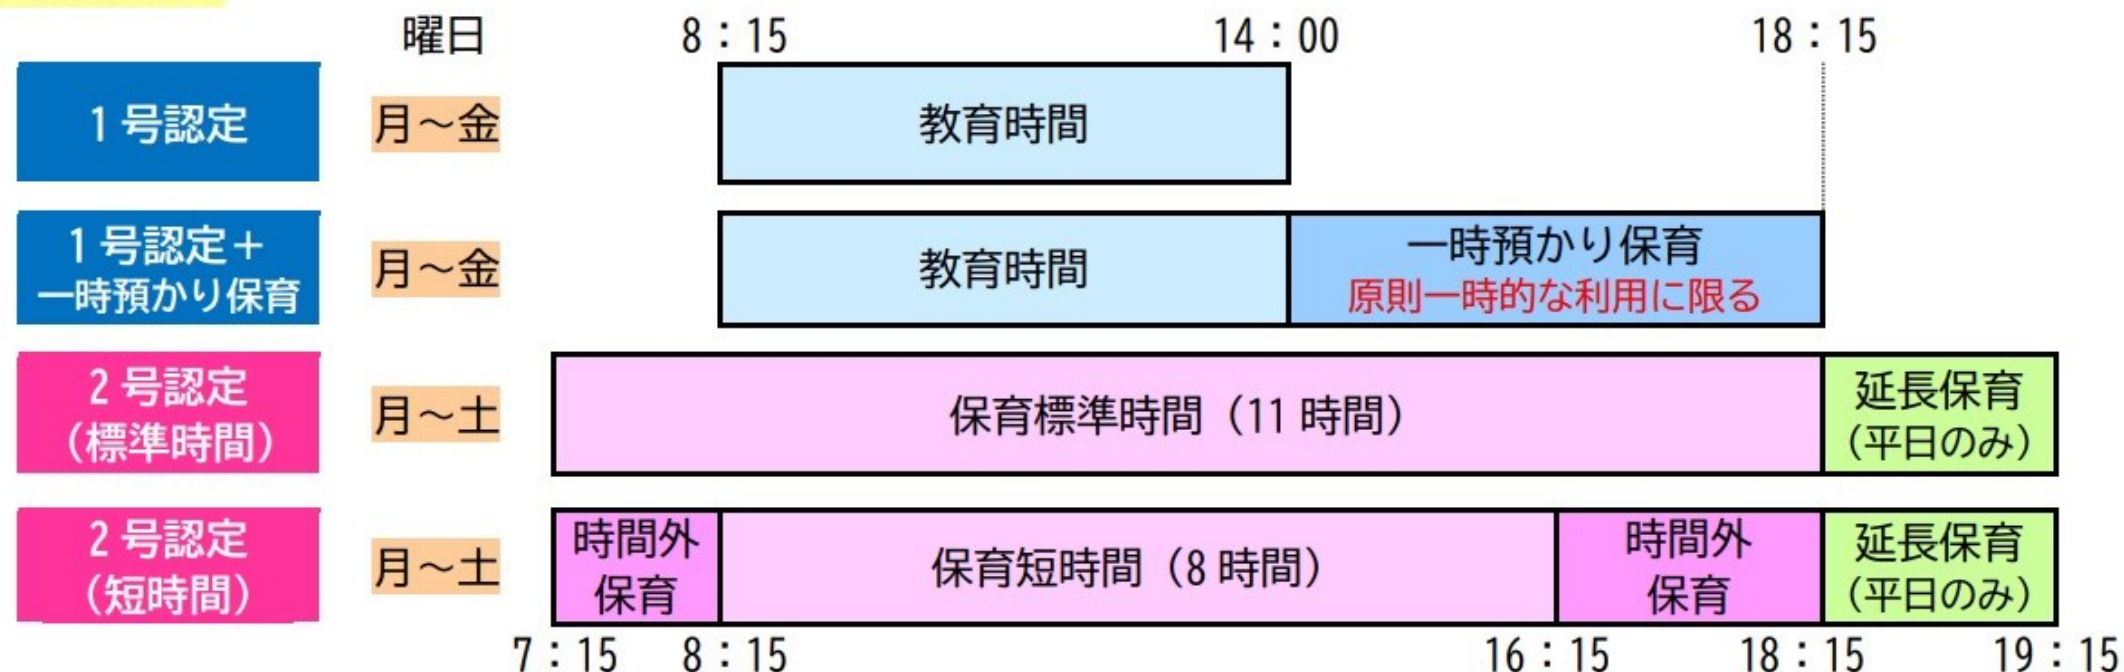 曜日 8：15 14：00 18：15
1号認定 月～金 教育時間
1号認定＋
一時預かり保育
月～金 教育時間
一時預かり保育
原則一時的な利用に限る
2号認定
（標準時間）
月～土 保育標準時間（11時間）
延長保育
（平日のみ）
2号認定
（短時間）
月～土
時間外
保育
保育短時間（8時間）
時間外
保育
延長保育
（平日のみ）
7：15 8：15 16：15 18：15 19：15